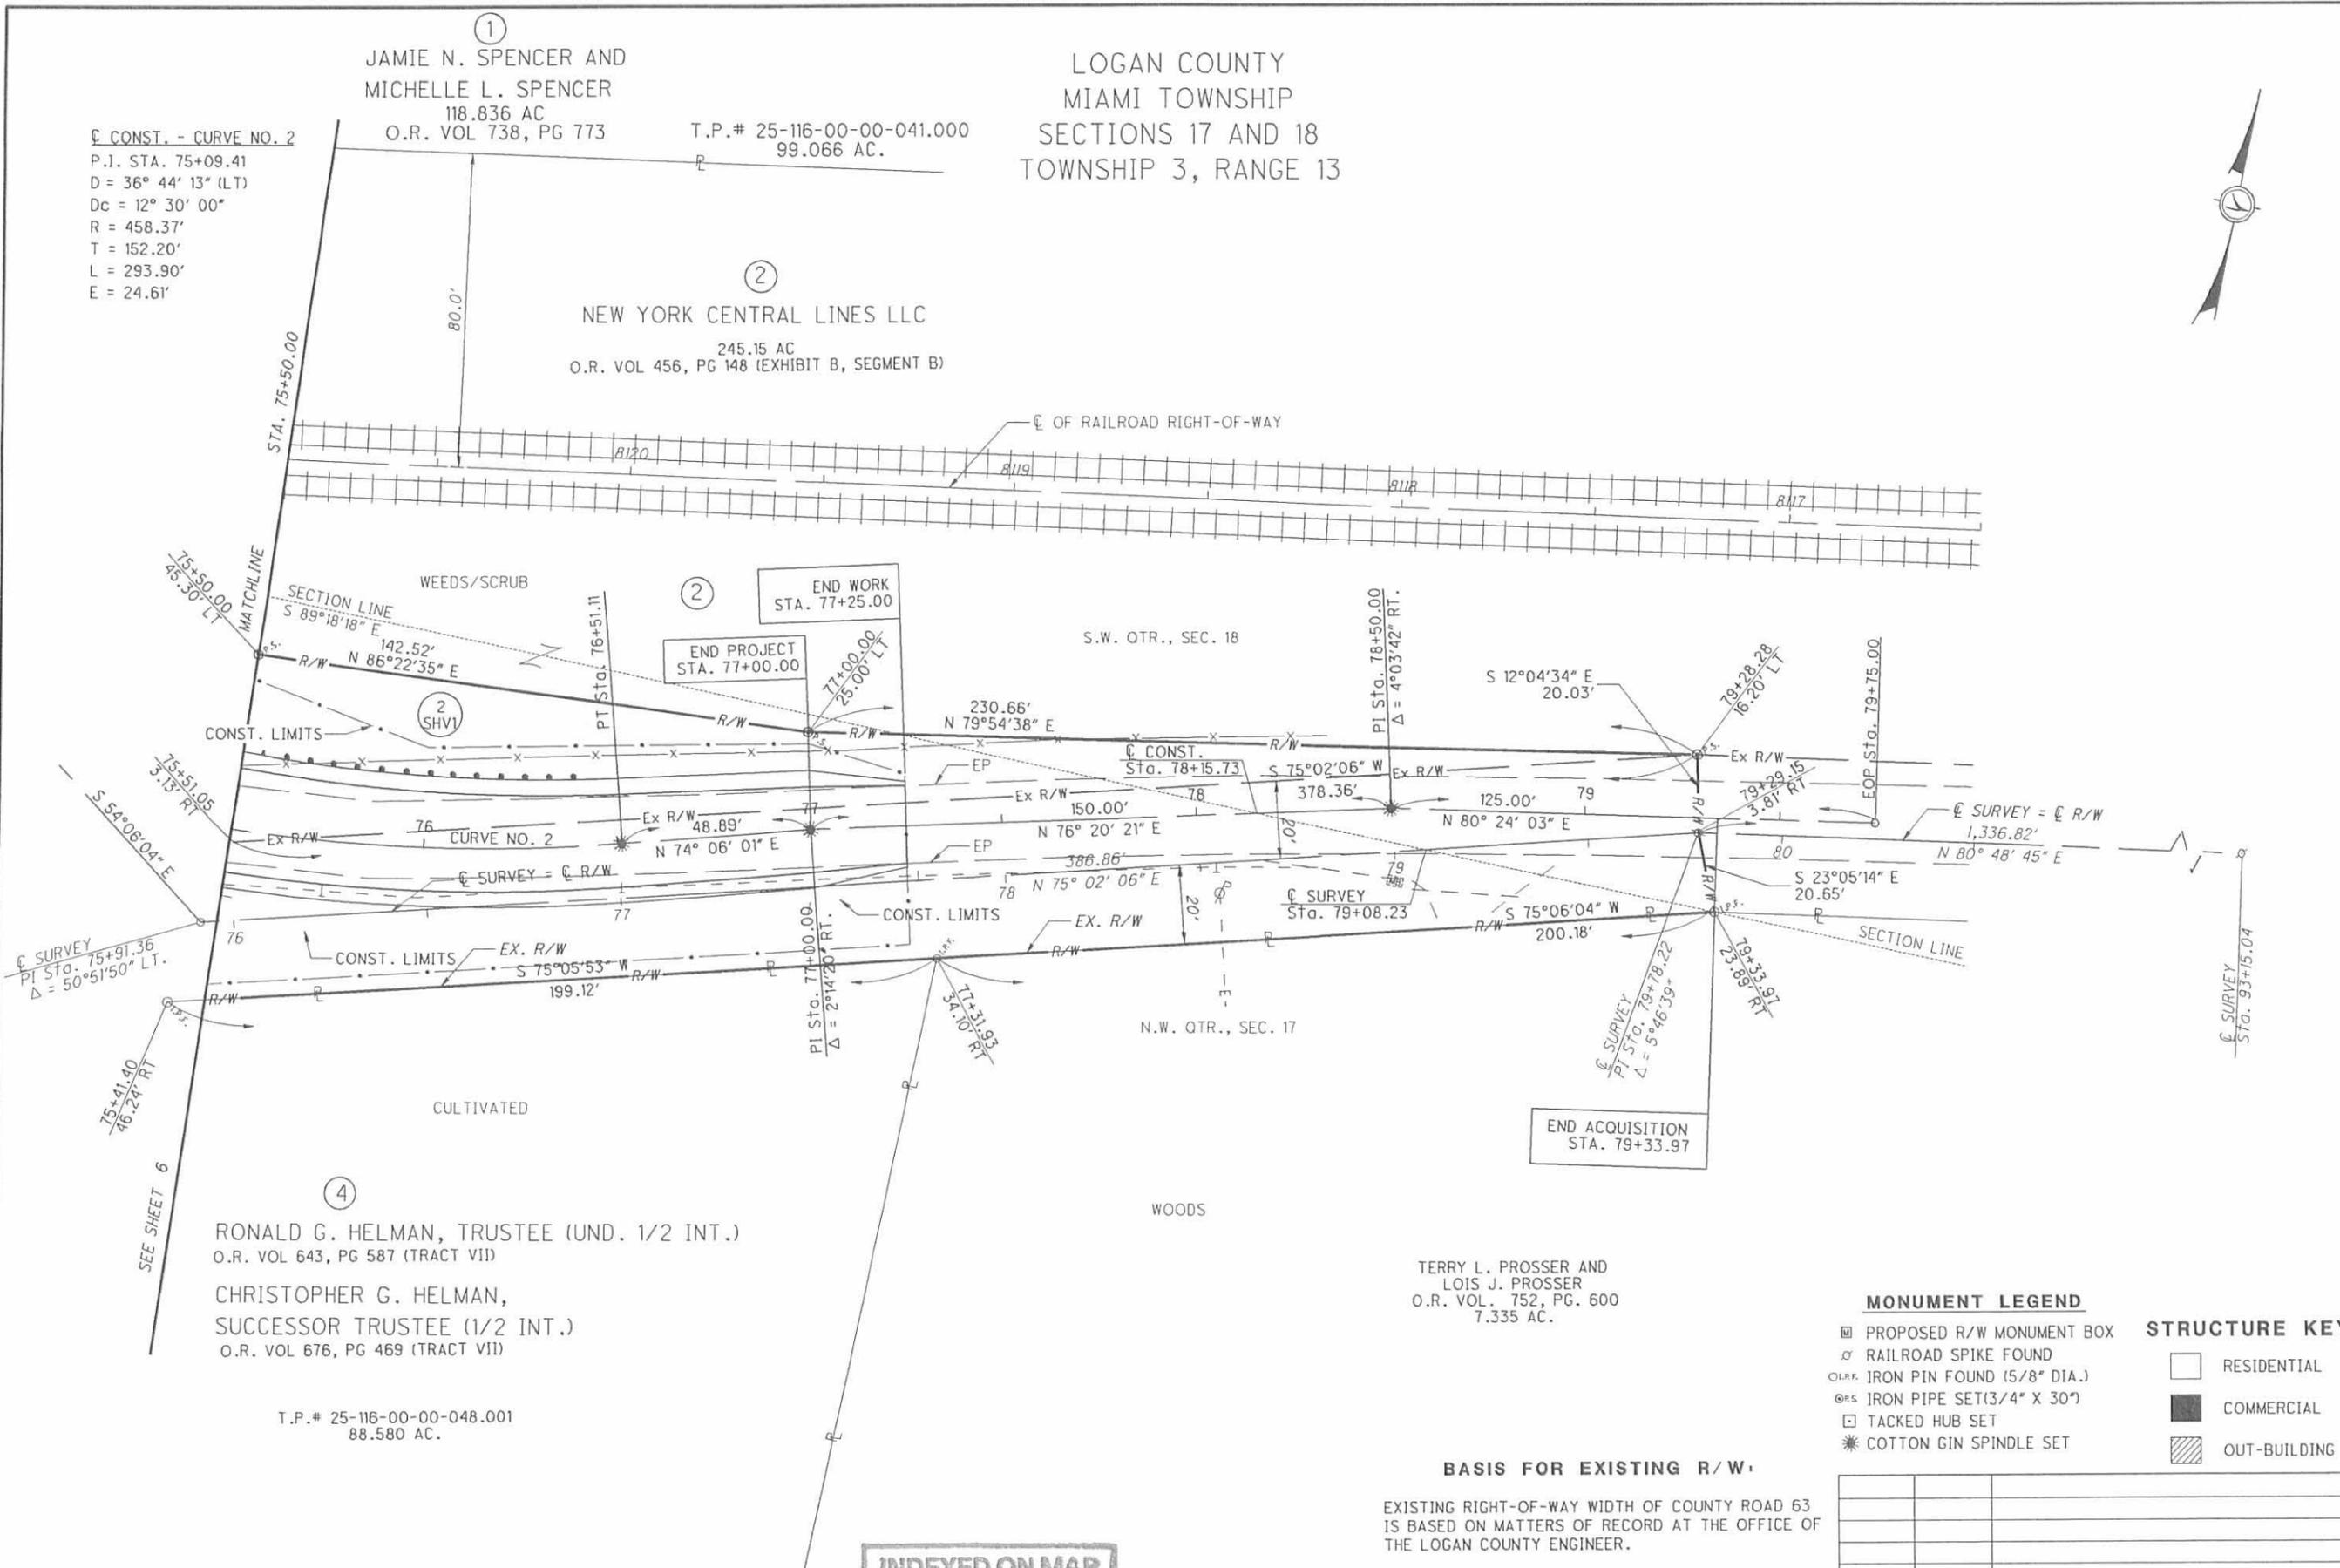 1
JAMIE N. SPENCER AND
MICHELLE L. SPENCER
118.836 AC
O.R. VOL 738, PG 773
T.P.# 25-116-00-00-041.000
99.066 AC.
LOGAN COUNTY
MIAMI TOWNSHIP
SECTIONS 17 AND 18
TOWNSHIP 3, RANGE 13
℄ CONST. - CURVE NO. 2
P.I. STA. 75+09.41
D = 36° 44' 13" (LT)
Dc = 12° 30' 00"
R = 458.37'
T = 152.20'
L = 293.90'
E = 24.61'
80.0'
2
NEW YORK CENTRAL LINES LLC
245.15 AC
O.R. VOL 456, PG 148 (EXHIBIT B, SEGMENT B)
STA. 75+50.00
MATCHLINE
℄ OF RAILROAD RIGHT-OF-WAY
8120
8119
8118
8117
WEEDS/SCRUB
2
END WORK
STA. 77+25.00
END PROJECT
STA. 77+00.00
75+50.00
45.30' LT
SECTION LINE
S 89°18'18" E
142.52'
N 86°22'35" E
R/W
R/W
PT Sta. 76+51.11
77+00.00
25.00' LT
I.P.S.
S.W. QTR., SEC. 18
PI Sta. 78+50.00
Δ = 4°03'42" RT.
S 12°04'34" E
20.03'
79+28.28
16.20' LT
EOP Sta. 79+75.00
2
SHV1
CONST. LIMITS
R/W
230.66'
N 79°54'38" E
R/W
℄ CONST.
Sta. 78+15.73
S 75°02'06" W
378.36'
Ex R/W
Ex R/W
75+51.05
3.13' RT
EP
Ex R/W
Ex R/W
Ex R/W
76
CURVE NO. 2
48.89'
N 74° 06' 01" E
77
150.00'
N 76° 20' 21" E
78
125.00'
N 80° 24' 03" E
79
79+29.15
3.81' RT
R/W
℄ SURVEY = ℄ R/W
1,336.82'
N 80° 48' 45" E
S 54°06'04" E
℄ SURVEY = ℄ R/W
EP
20'
386.86'
N 75° 02' 06" E
76
77
78
79
80
℄ SURVEY
Sta. 79+08.23
S 23°05'14" E
20.65'
R/W
℄ SURVEY
PI Sta. 75+91.36
Δ = 50°51'50" LT.
CONST. LIMITS
CONST. LIMITS
EX. R/W
EX. R/W
S 75°05'53" W
199.12'
R/W
R/W
R/W
20'
S 75°06'04" W
200.18'
R/W
I.P.F.
SECTION LINE
PI Sta. 77+00.00
Δ = 2°14'20" RT.
77+31.93
34.10' RT
E
N.W. QTR., SEC. 17
℄ SURVEY
PI Sta. 79+78.22
Δ = 5°46'39"
79+33.97
23.89' RT
℄ SURVEY
Sta. 93+15.04
75+41.40
46.24' RT
CULTIVATED
END ACQUISITION
STA. 79+33.97
SEE SHEET 6
4
RONALD G. HELMAN, TRUSTEE (UND. 1/2 INT.)
O.R. VOL 643, PG 587 (TRACT VII)
CHRISTOPHER G. HELMAN,
SUCCESSOR TRUSTEE (1/2 INT.)
O.R. VOL 676, PG 469 (TRACT VII)
T.P.# 25-116-00-00-048.001
88.580 AC.
WOODS
TERRY L. PROSSER AND
LOIS J. PROSSER
O.R. VOL. 752, PG. 600
7.335 AC.
MONUMENT LEGEND
PROPOSED R/W MONUMENT BOX
RAILROAD SPIKE FOUND
I.P.F. IRON PIN FOUND (5/8" DIA.)
I.P.S. IRON PIPE SET(3/4" X 30")
TACKED HUB SET
COTTON GIN SPINDLE SET
STRUCTURE KEY
RESIDENTIAL
COMMERCIAL
OUT-BUILDING
BASIS FOR EXISTING R/W:
EXISTING RIGHT-OF-WAY WIDTH OF COUNTY ROAD 63
IS BASED ON MATTERS OF RECORD AT THE OFFICE OF
THE LOGAN COUNTY ENGINEER.
INDEXED ON MAP